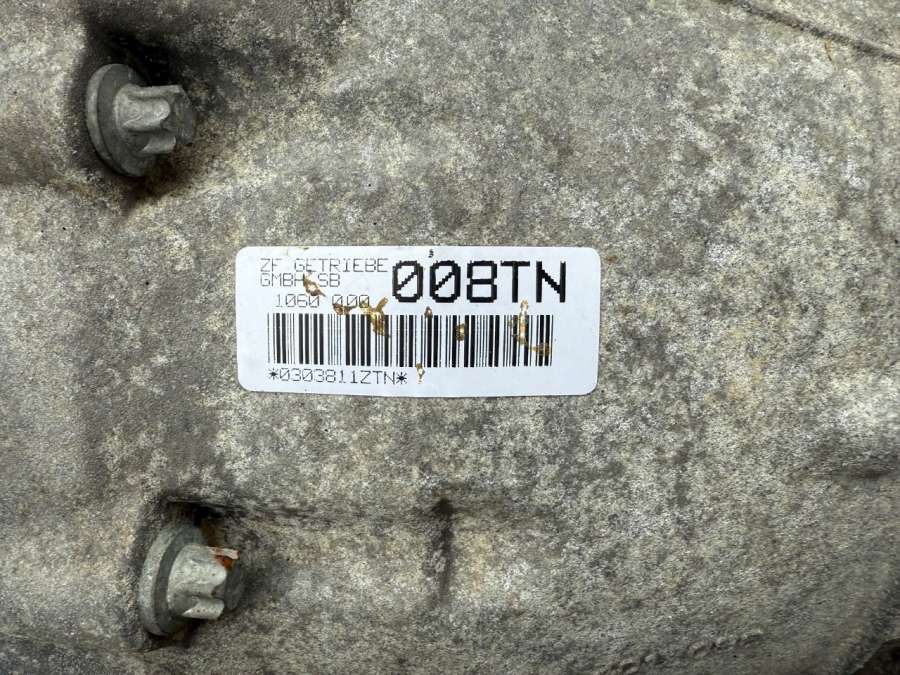 ZF GETRIEBE
GMBH SB
008TN
1060 000
*0303811ZTN*